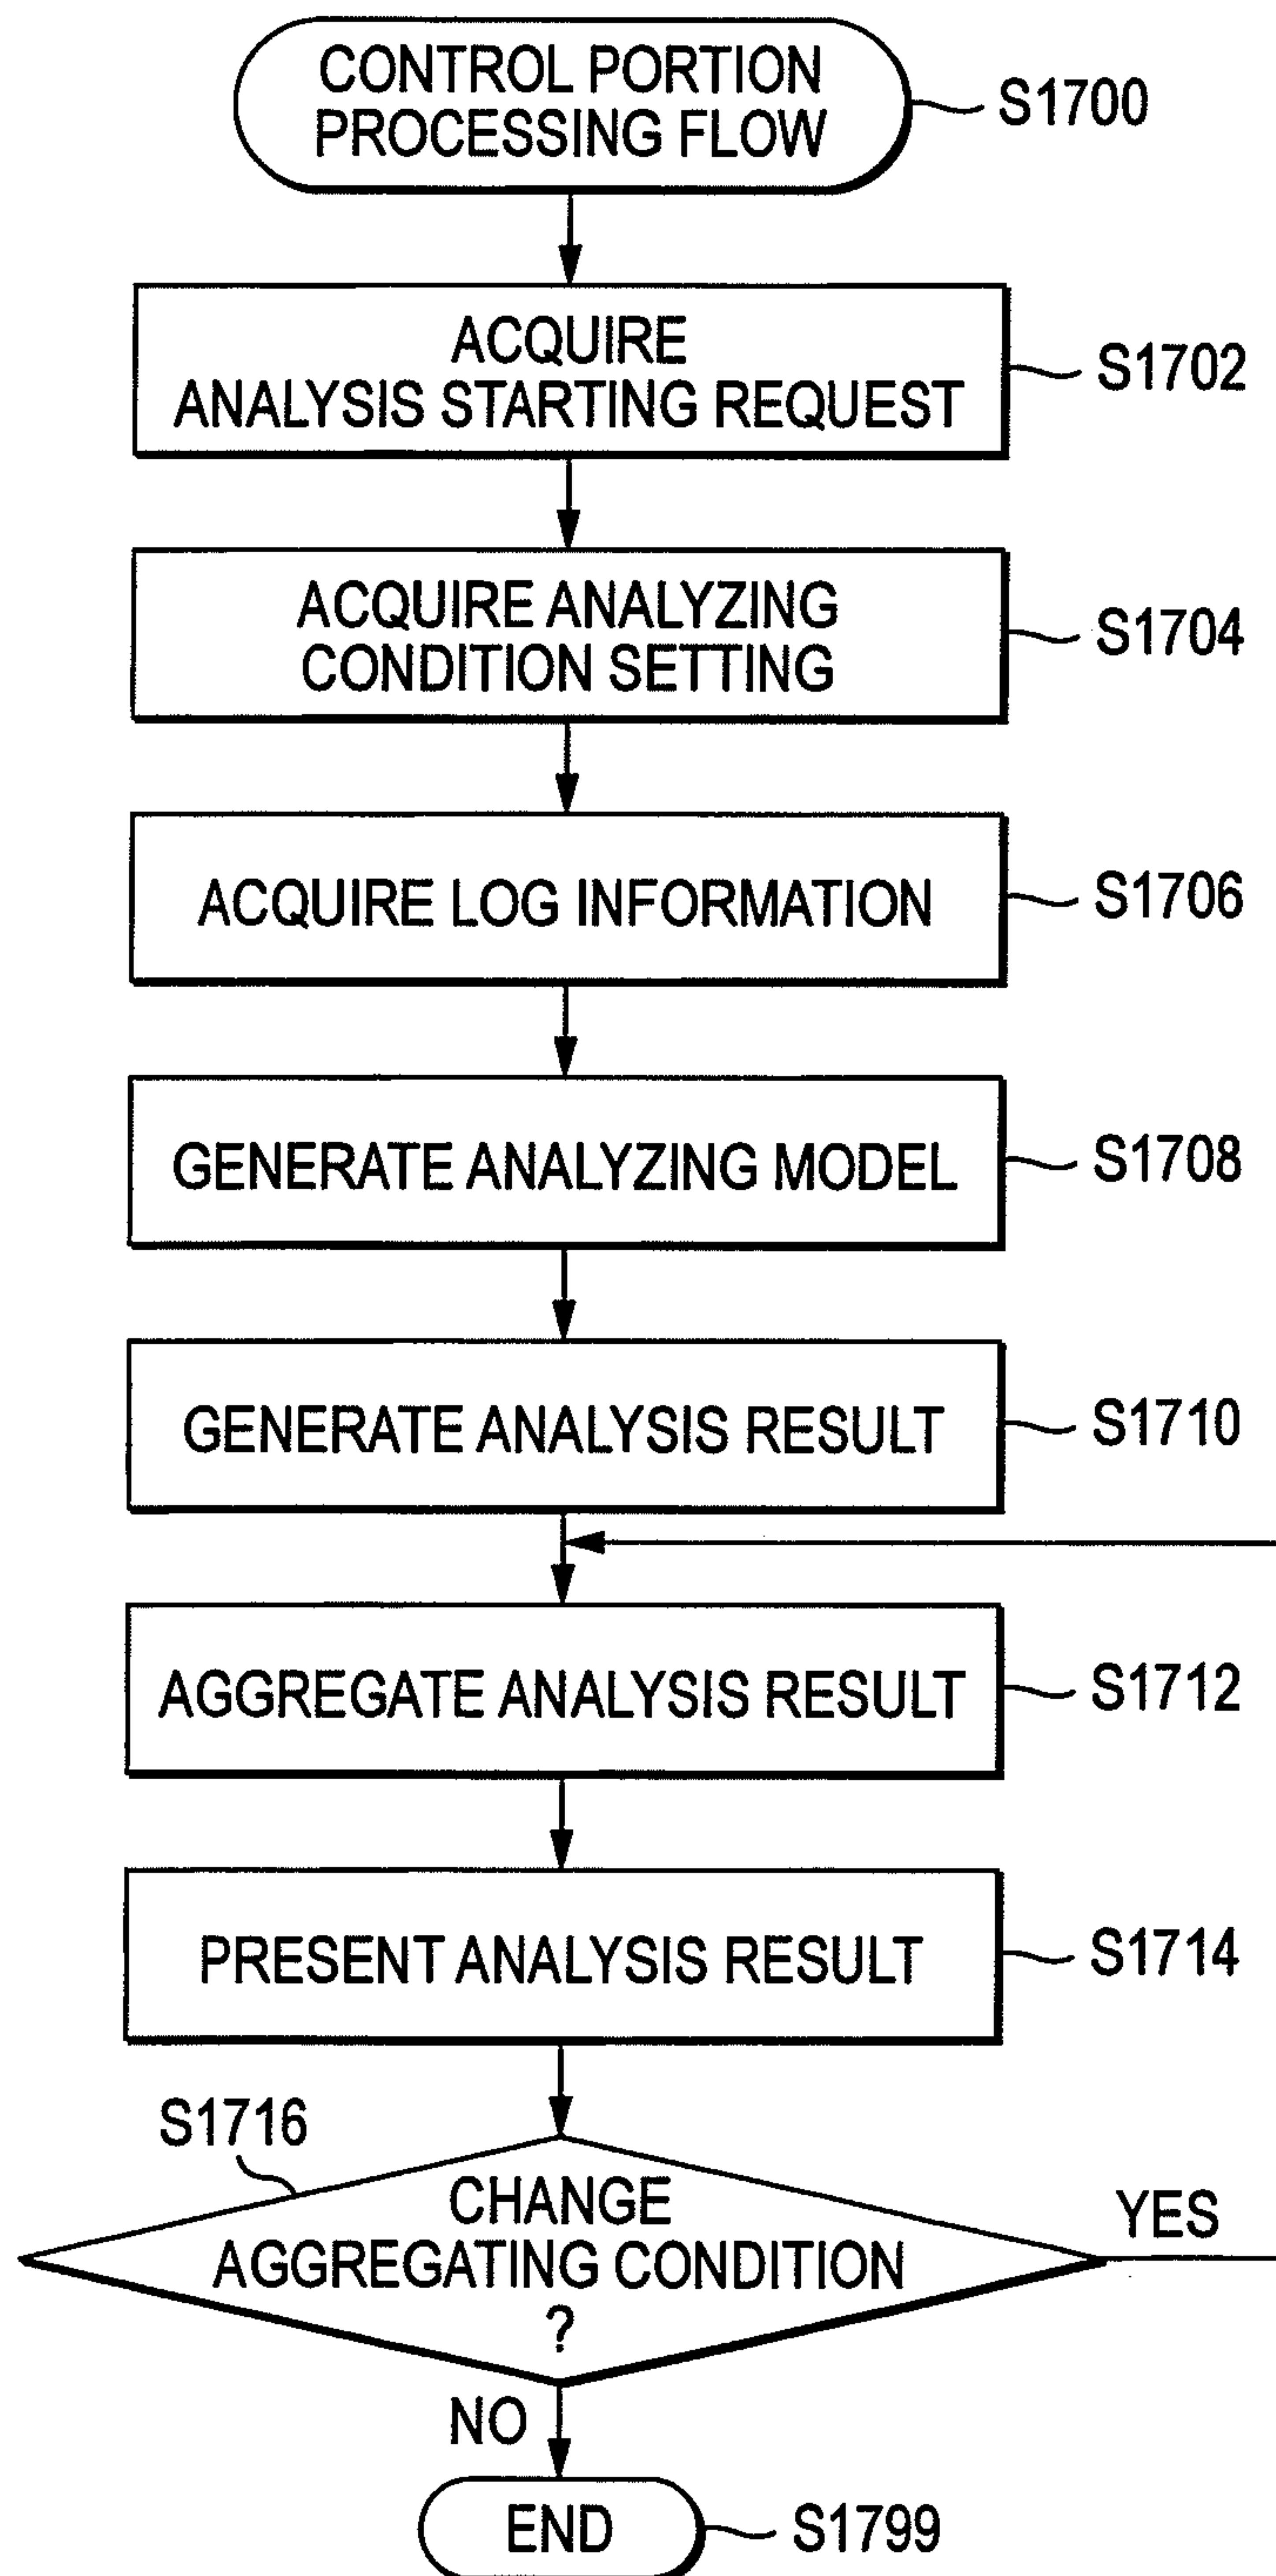 CONTROL PORTION
PROCESSING FLOW
S1700
ACQUIRE
ANALYSIS STARTING REQUEST
S1702
ACQUIRE ANALYZING
CONDITION SETTING
S1704
ACQUIRE LOG INFORMATION
S1706
GENERATE ANALYZING MODEL
S1708
GENERATE ANALYSIS RESULT
S1710
AGGREGATE ANALYSIS RESULT
S1712
PRESENT ANALYSIS RESULT
S1714
S1716
CHANGE
AGGREGATING CONDITION
?
YES
NO
END
S1799